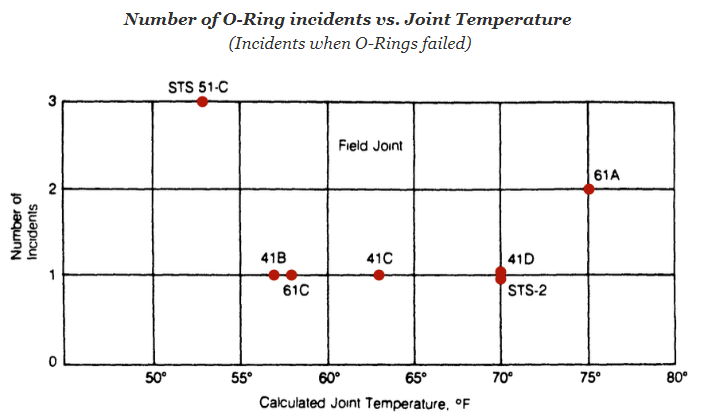 Number of O-Ring incidents vs. Joint Temperature
(Incidents when O-Rings failed)
STS 51-C
3
Field Joint
61A
2
Number of
Incidents
41B
41C
41D
1
61C
STS-2
0
50° 55° 60° 65° 70° 75° 80°
Calculated Joint Temperature, °F